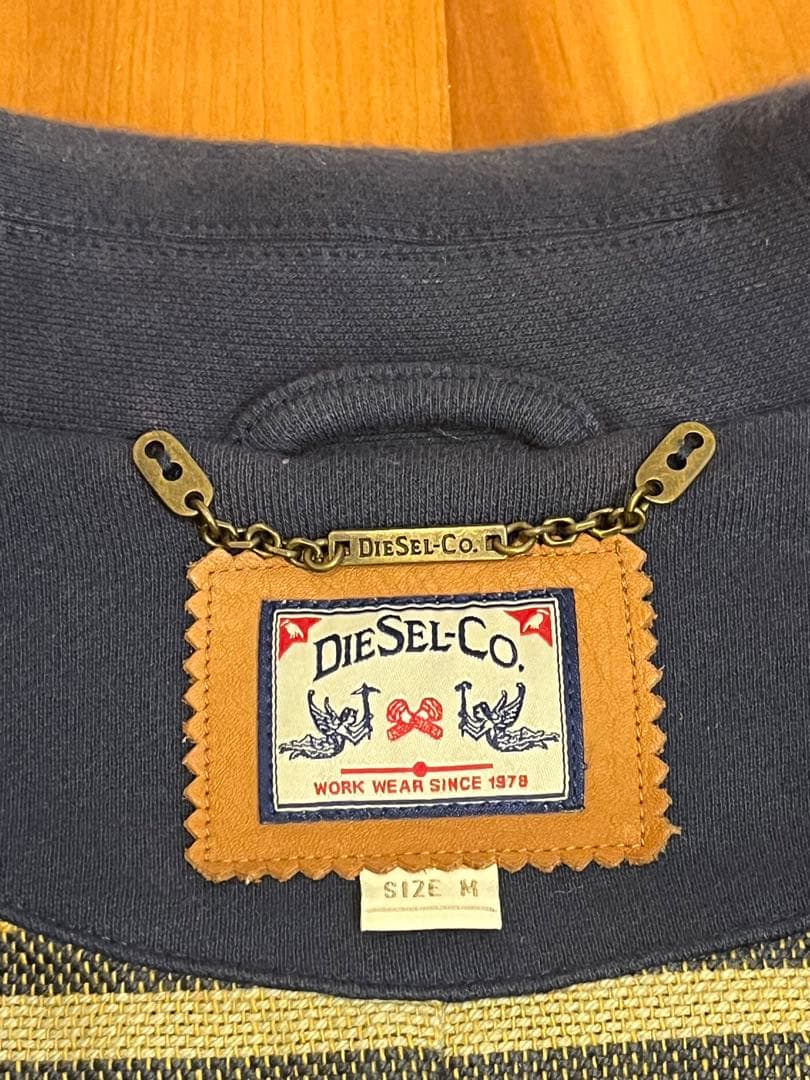 DIESEL-CO.
DIESEL-CO.
WORK WEAR SINCE 1978
SIZE M